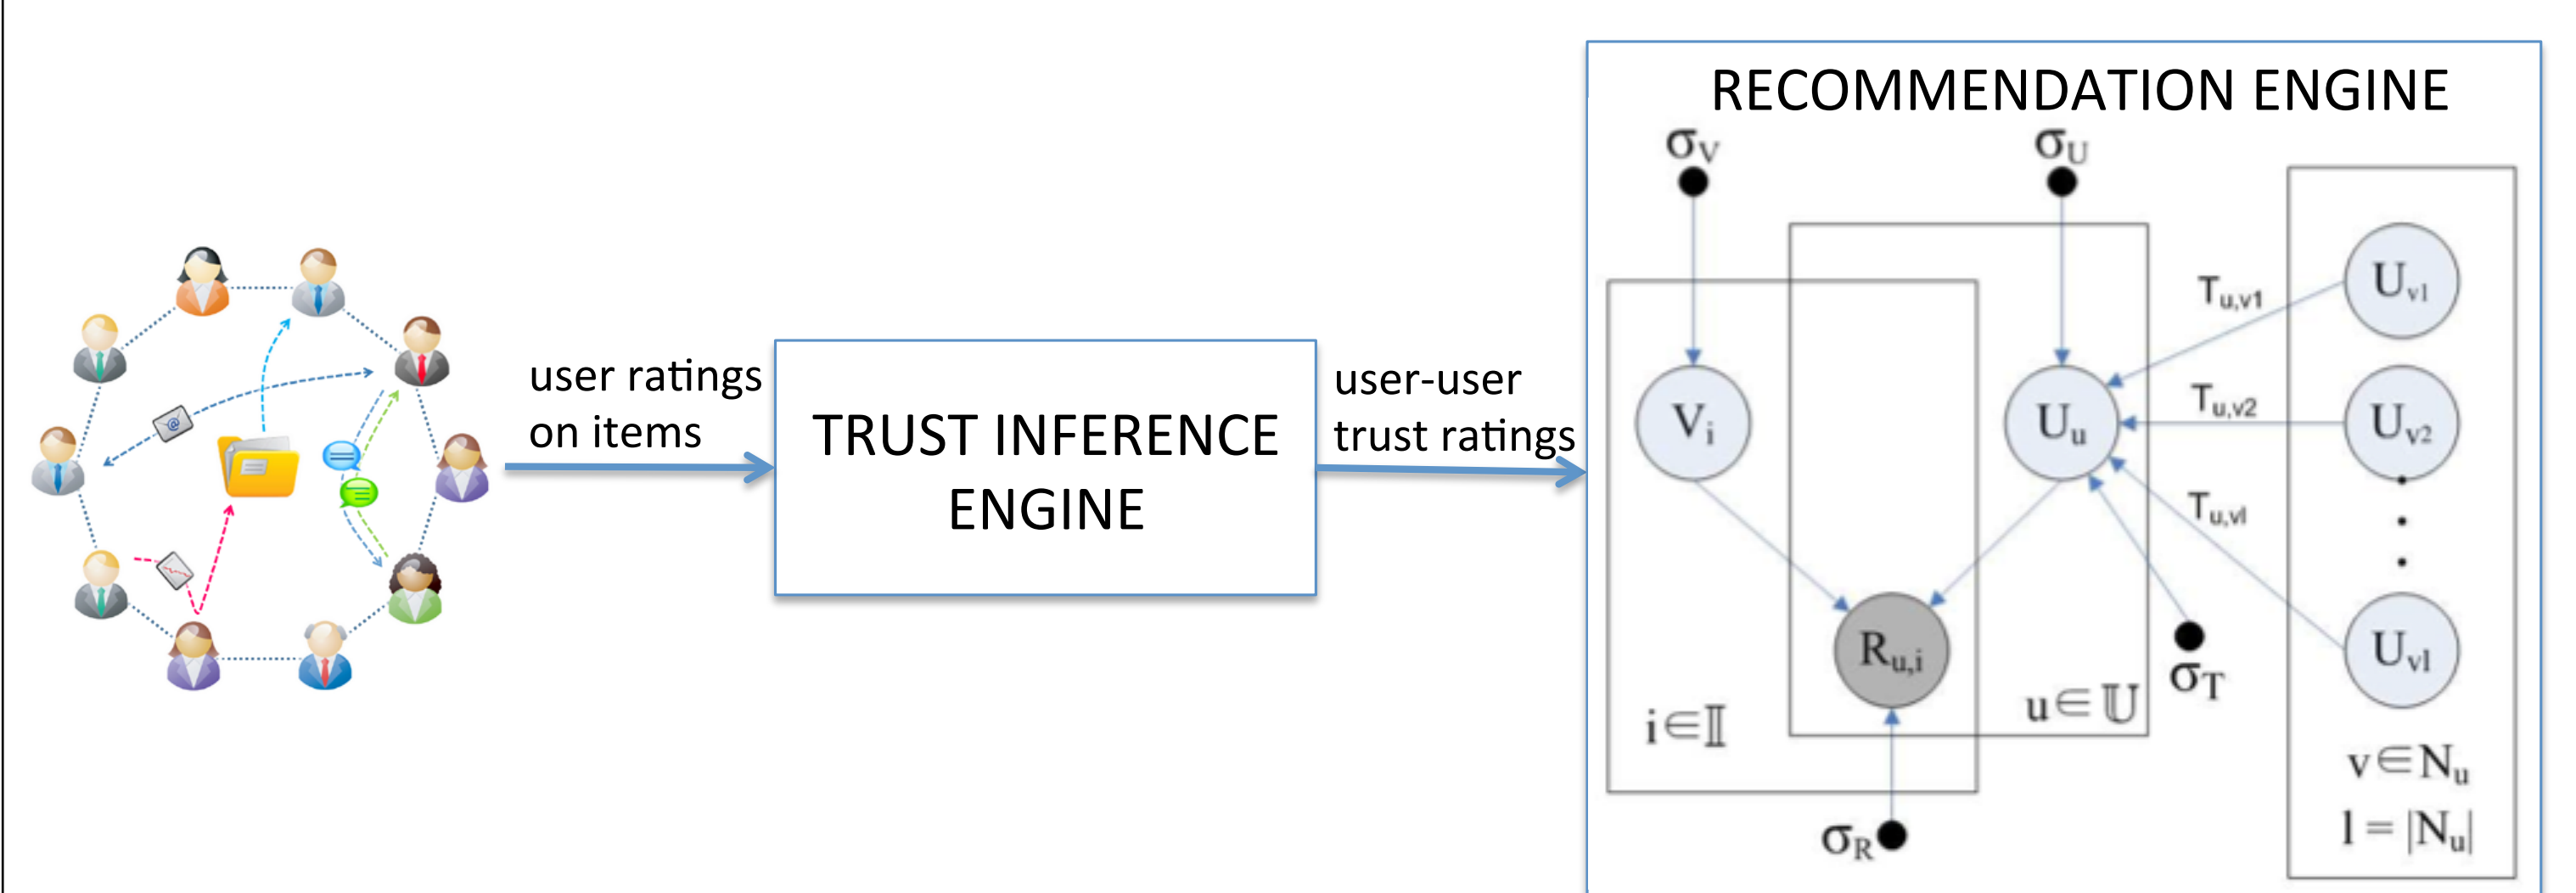 user ratings
on items
TRUST INFERENCE
ENGINE
user-user
trust ratings
RECOMMENDATION ENGINE
σV
σU
Uv1
Tu,v1
Vi
Uu
Tu,v2
Uv2
Tu,vl
Ru,i
Uvl
σT
i∈𝕀
u∈𝕌
v∈Nu
σR
l = |Nu|
@